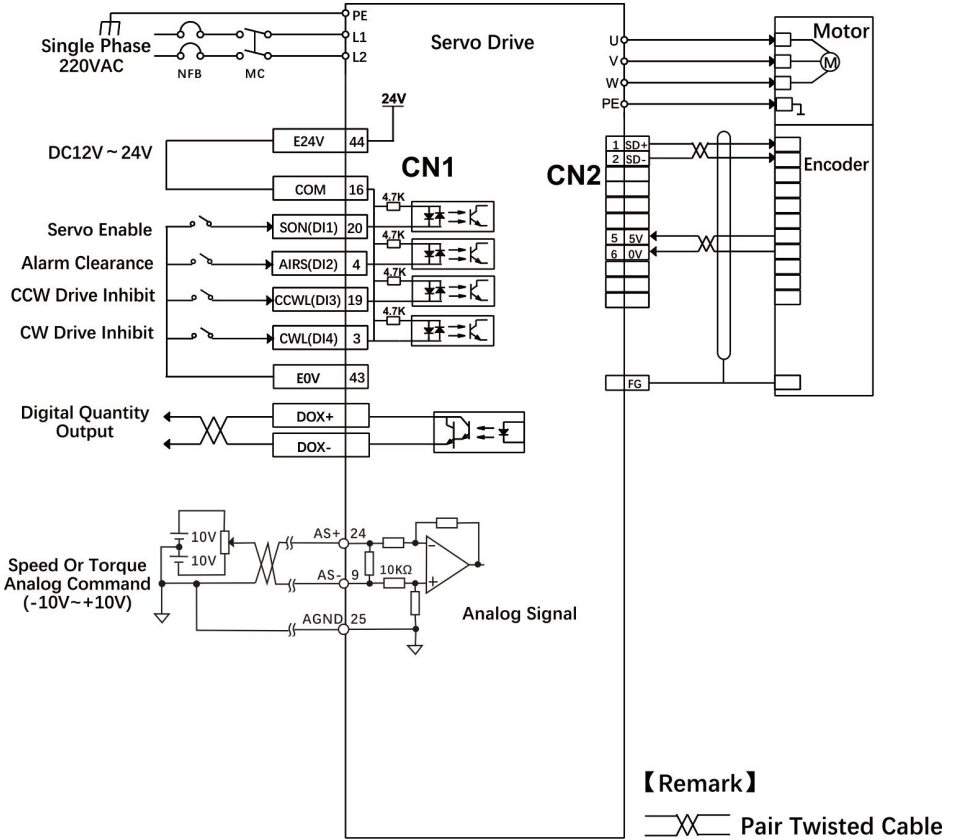 PE
L1
L2
Single Phase
220VAC
NFB
MC
Servo Drive
U
V
W
PE
Motor
M
24V
DC12V ~ 24V
E24V 44
COM 16
CN1
4.7K
Servo Enable
SON(DI1) 20
4.7K
Alarm Clearance
AIRS(DI2) 4
4.7K
CCW Drive Inhibit
CCWL(DI3) 19
4.7K
CW Drive Inhibit
CWL(DI4) 3
E0V 43
CN2
1 SD+
2 SD-
5 5V
6 0V
FG
Encoder
Digital Quantity
Output
DOX+
DOX-
Speed Or Torque
Analog Command
(-10V~+10V)
10V
10V
AS+ 24
AS- 9
10KΩ
−
+
AGND 25
Analog Signal
【Remark】
Pair Twisted Cable